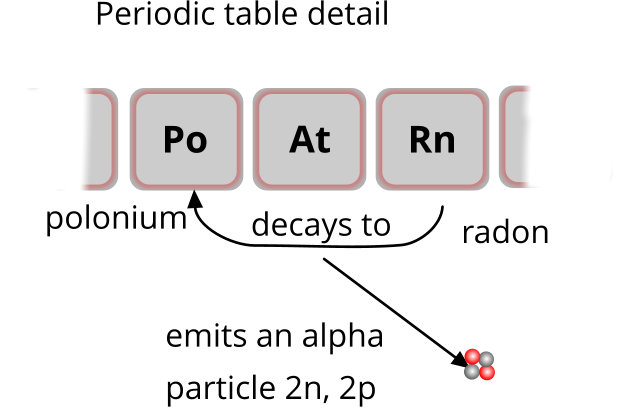 Periodic table detail
Po At Rn
polonium decays to radon
emits an alpha
particle 2n, 2p